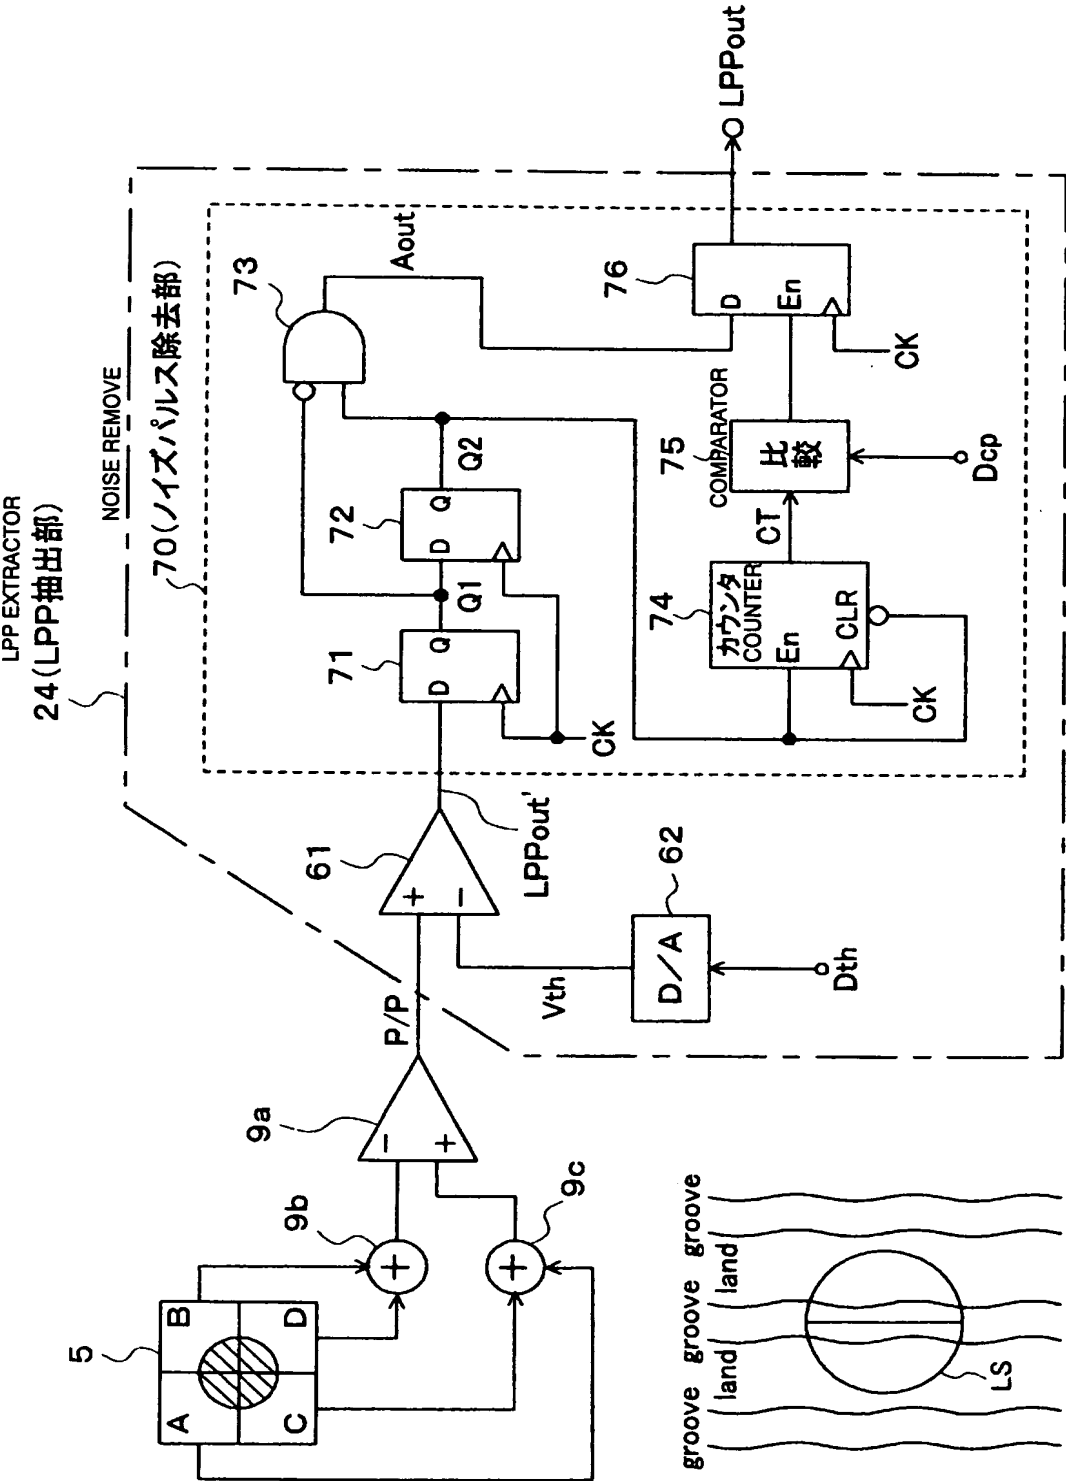 LPP EXTRACTOR
24(LPP抽出部)
NOISE REMOVE
70(ノイズパルス除去部)
5
A
B
C
D
9b
+
9c
+
9a
−
+
P/P
61
+
−
LPPout'
Vth
62
D/A
Dth
71
D
Q
Q1
72
D
Q
Q2
CK
73
Aout
74
カウンタ
COUNTER
En
CLR
CK
CT
75
COMPARATOR
比較
Dcp
76
D
En
CK
LPPout
groove
land
groove
land
groove
LS